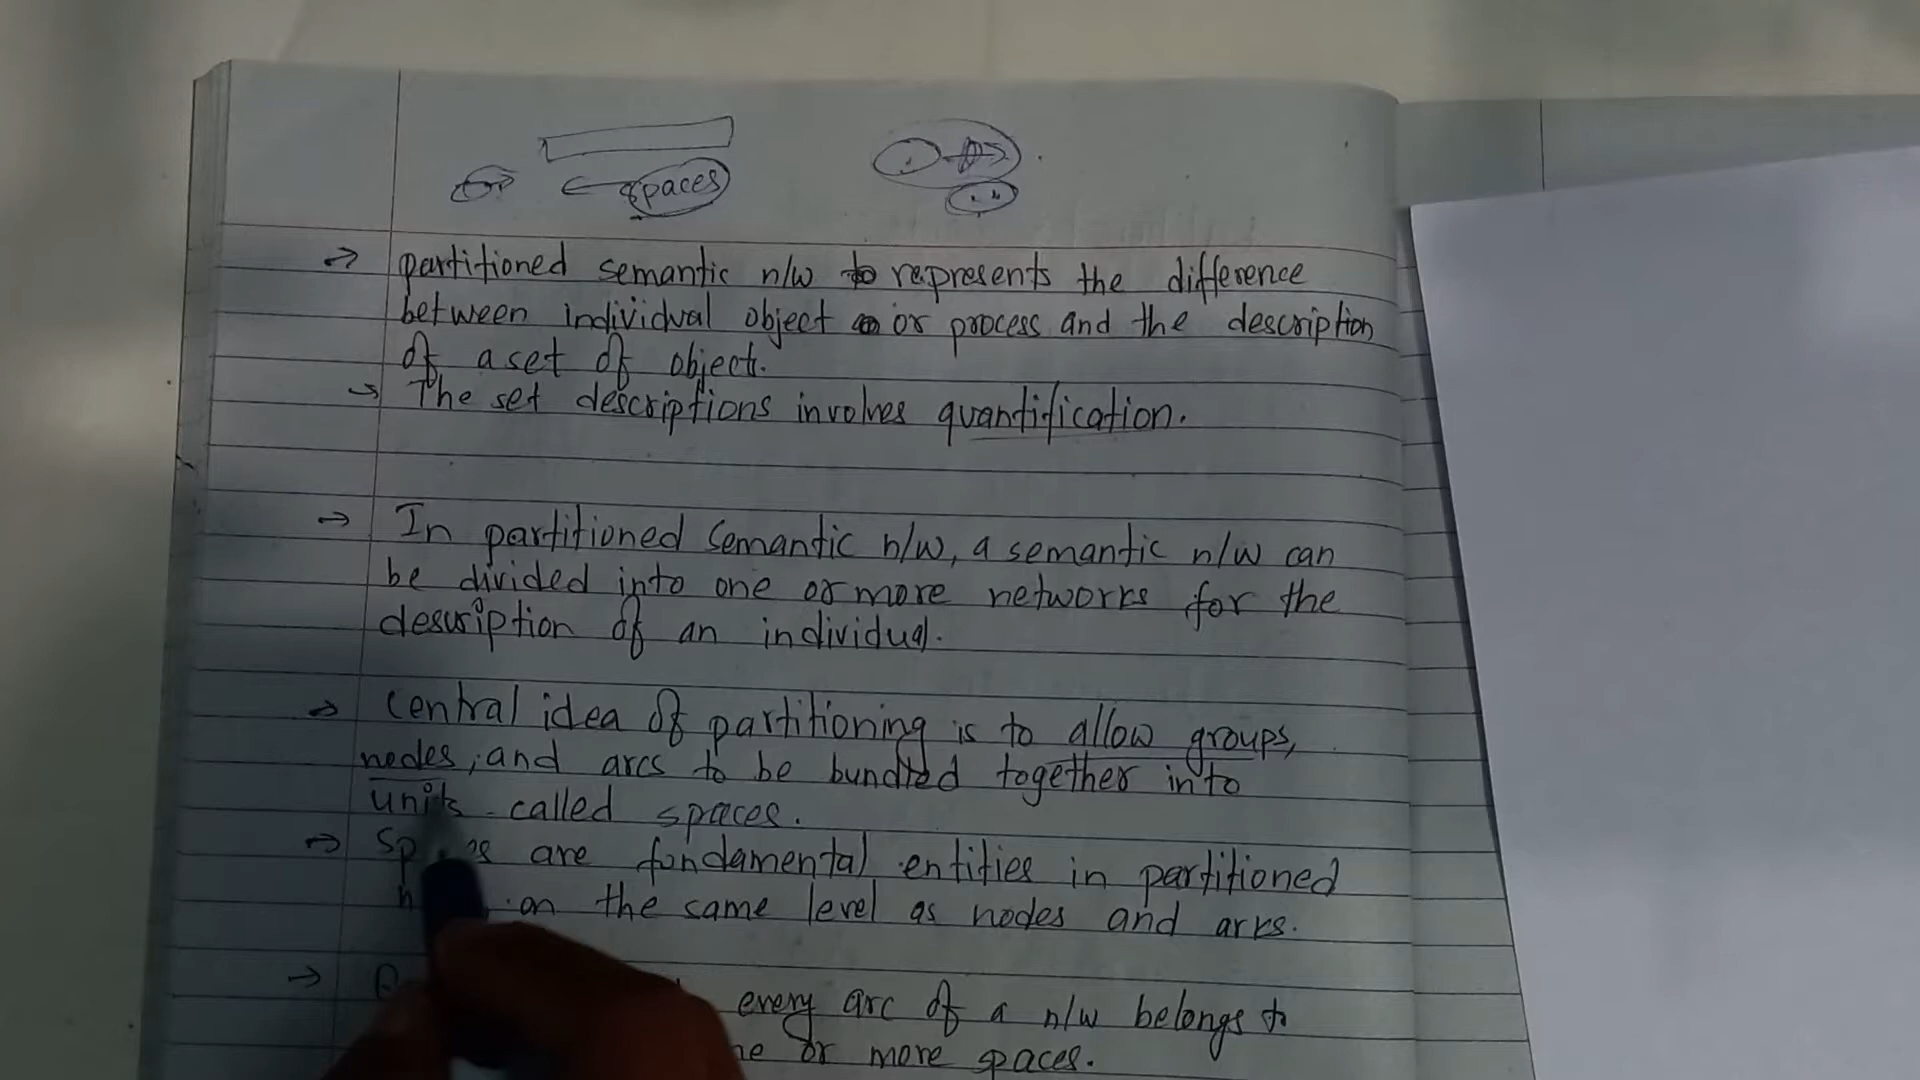 spaces
→ partitioned semantic n/w represents the difference
between individual object or process and the description
of a set of object.
→ The set descriptions involves quantification.
→ In partitioned semantic n/w, a semantic n/w can
be divided into one or more networks for the
description of an individual.
→ Central idea of partitioning is to allow groups,
nodes, and arcs to be bundled together into
units called spaces.
→ are fundamental entities in partitioned
on the same level as nodes and arks.
→ every arc of a n/w belongs to
or more spaces.